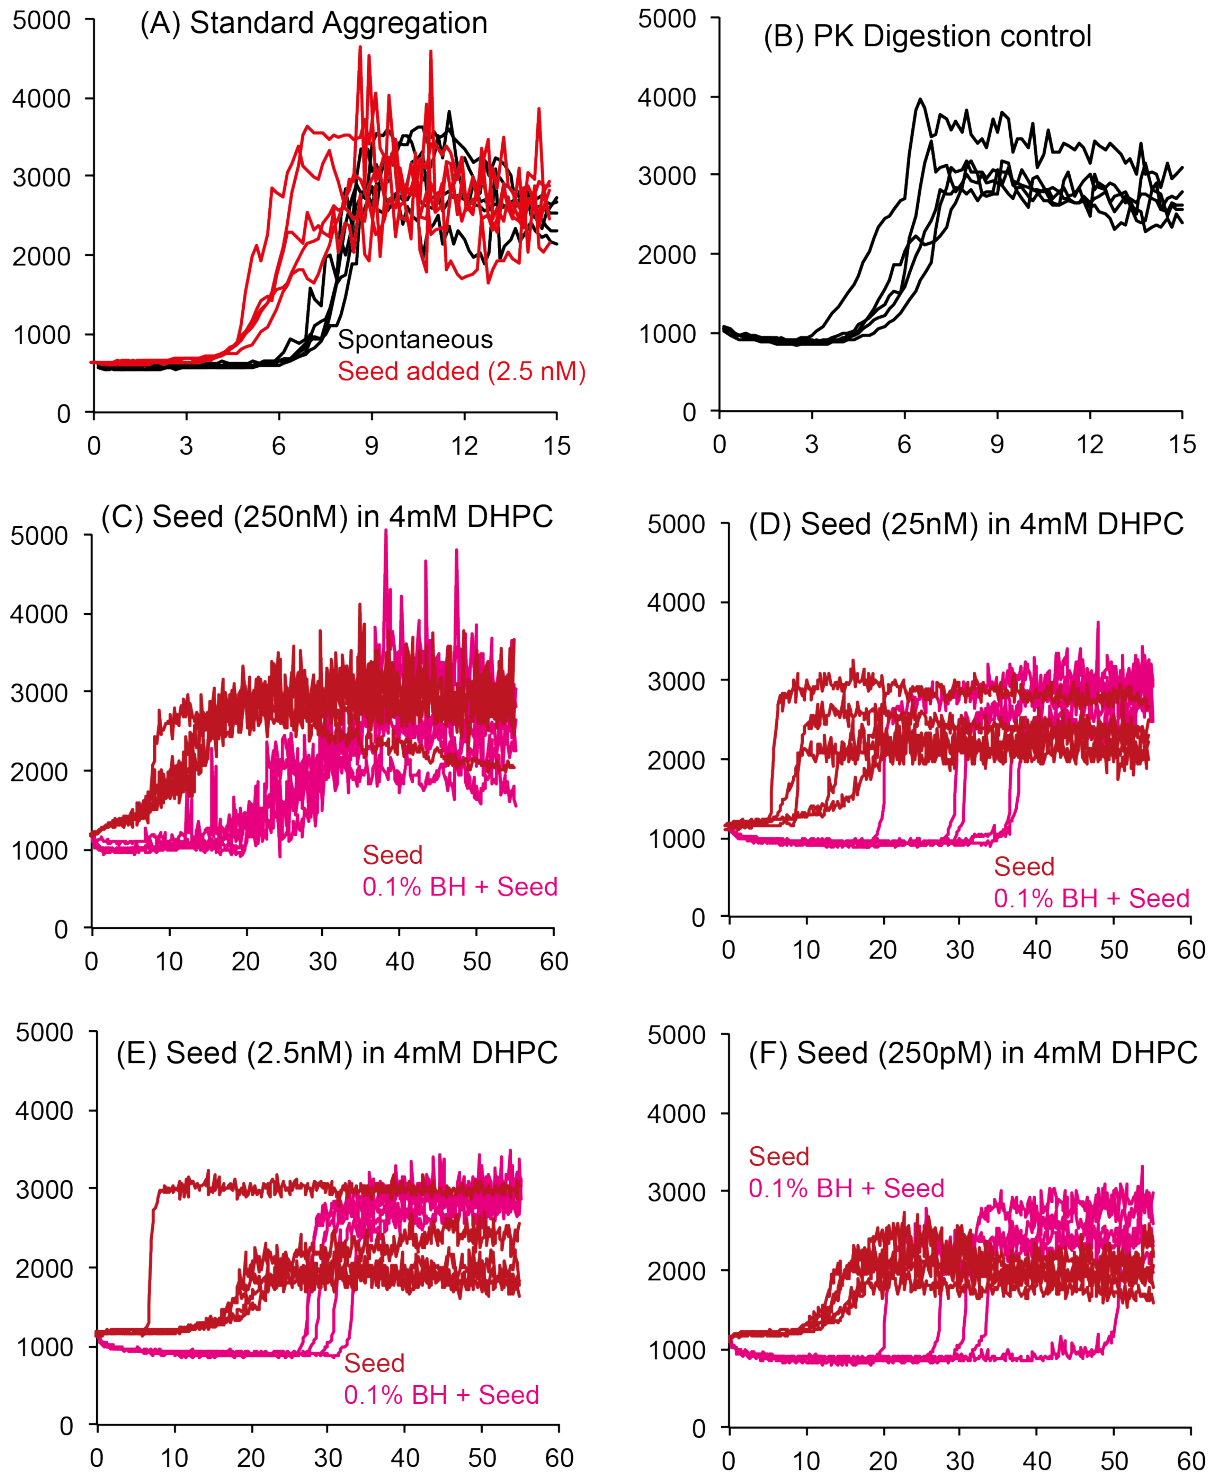 (A) Standard Aggregation
5000
4000
3000
2000
1000
0
Spontaneous
Seed added (2.5 nM)
0 3 6 9 12 15
(B) PK Digestion control
5000
4000
3000
2000
1000
0
0 3 6 9 12 15
(C) Seed (250nM) in 4mM DHPC
5000
4000
3000
2000
1000
0
Seed
0.1% BH + Seed
0 10 20 30 40 50 60
(D) Seed (25nM) in 4mM DHPC
5000
4000
3000
2000
1000
0
Seed
0.1% BH + Seed
0 10 20 30 40 50 60
(E) Seed (2.5nM) in 4mM DHPC
5000
4000
3000
2000
1000
0
Seed
0.1% BH + Seed
0 10 20 30 40 50 60
(F) Seed (250pM) in 4mM DHPC
5000
4000
3000
2000
1000
0
Seed
0.1% BH + Seed
0 10 20 30 40 50 60